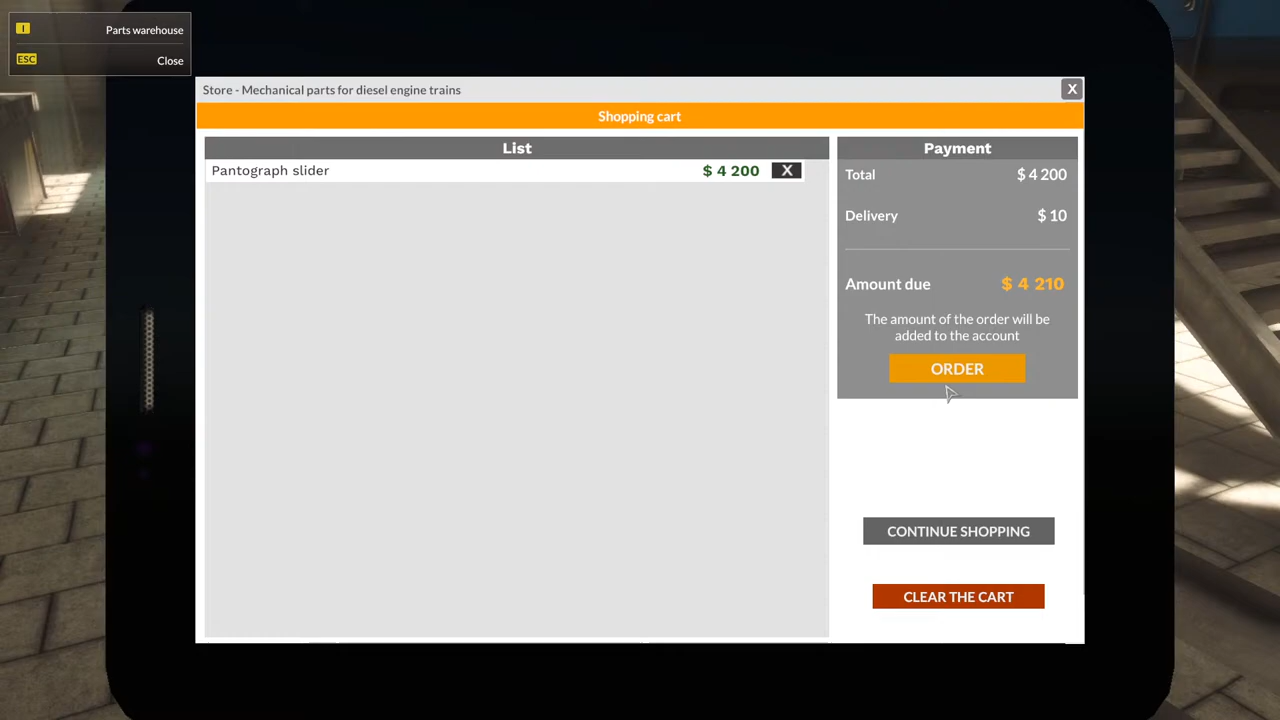 I Parts warehouse
ESC Close
Store - Mechanical parts for diesel engine trains X
Shopping cart
List
Pantograph slider $ 4 200 X
Payment
Total $ 4 200
Delivery $ 10
Amount due $ 4 210
The amount of the order will be
added to the account
ORDER
CONTINUE SHOPPING
CLEAR THE CART